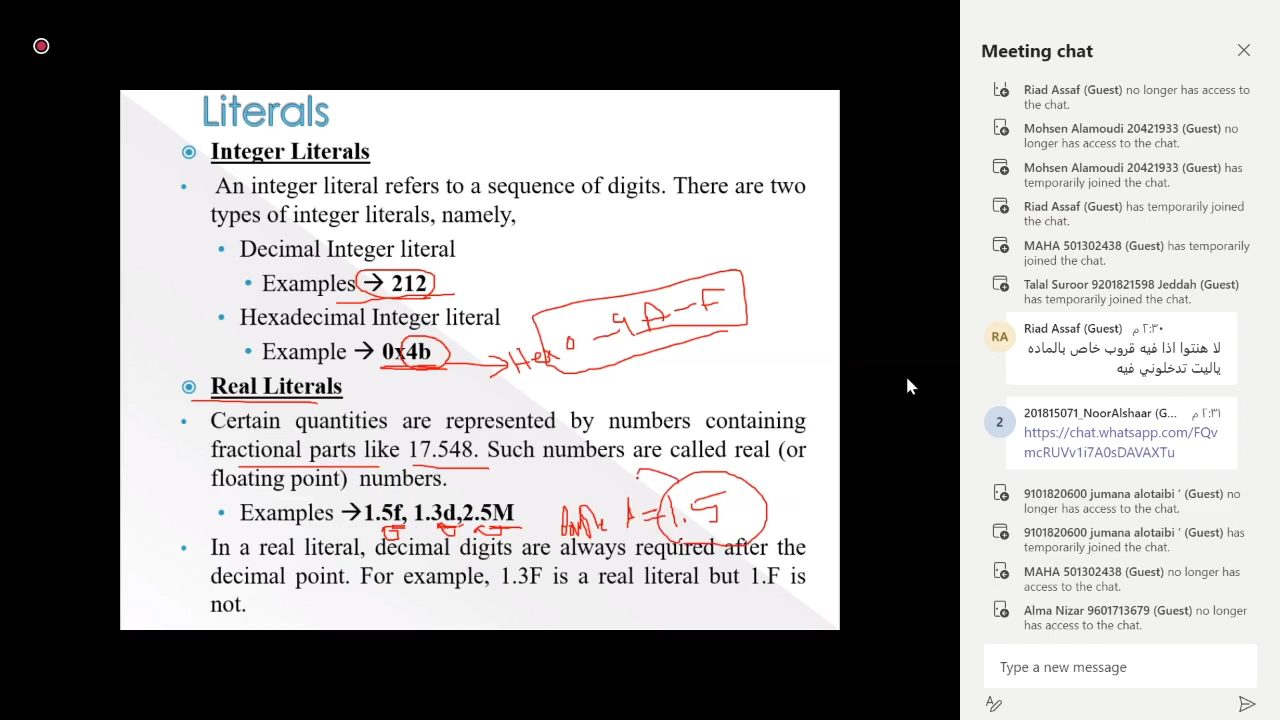 Literals
Integer Literals
An integer literal refers to a sequence of digits. There are two
types of integer literals, namely,
Decimal Integer literal
Examples → 212
Hexadecimal Integer literal
Example → 0x4b
Hex 0 – 9 A – F
Real Literals
Certain quantities are represented by numbers containing
fractional parts like 17.548. Such numbers are called real (or
floating point) numbers.
Examples →1.5f, 1.3d,2.5M
= 1.5
In a real literal, decimal digits are always required after the
decimal point. For example, 1.3F is a real literal but 1.F is
not.
Meeting chat
Riad Assaf (Guest) no longer has access to
the chat.
Mohsen Alamoudi 20421933 (Guest) no
longer has access to the chat.
Mohsen Alamoudi 20421933 (Guest) has
temporarily joined the chat.
Riad Assaf (Guest) has temporarily joined
the chat.
MAHA 501302438 (Guest) has temporarily
joined the chat.
Talal Suroor 9201821598 Jeddah (Guest)
has temporarily joined the chat.
RA
Riad Assaf (Guest) ٢:٣٠ م
لا هنتوا اذا فيه قروب خاص بالماده
ياليت تدخلوني فيه
2
201815071_NoorAlshaar (G... ٢:٣١ م
https://chat.whatsapp.com/FQv
mcRUVv1i7A0sDAVAXTu
9101820600 jumana alotaibi ' (Guest) no
longer has access to the chat.
9101820600 jumana alotaibi ' (Guest) has
temporarily joined the chat.
MAHA 501302438 (Guest) no longer has
access to the chat.
Alma Nizar 9601713679 (Guest) no longer
has access to the chat.
Type a new message